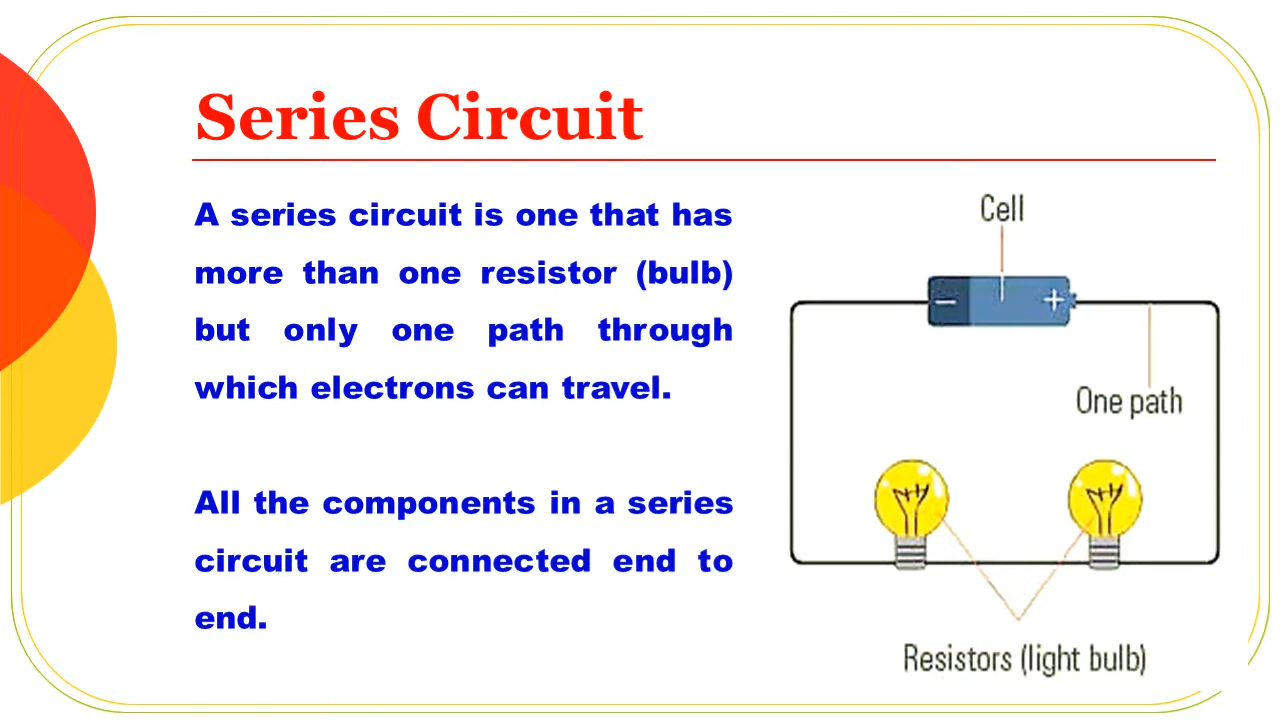 Series Circuit
A series circuit is one that has
more than one resistor (bulb)
but only one path through
which electrons can travel.
All the components in a series
circuit are connected end to
end.
Cell
− +
One path
Resistors (light bulb)